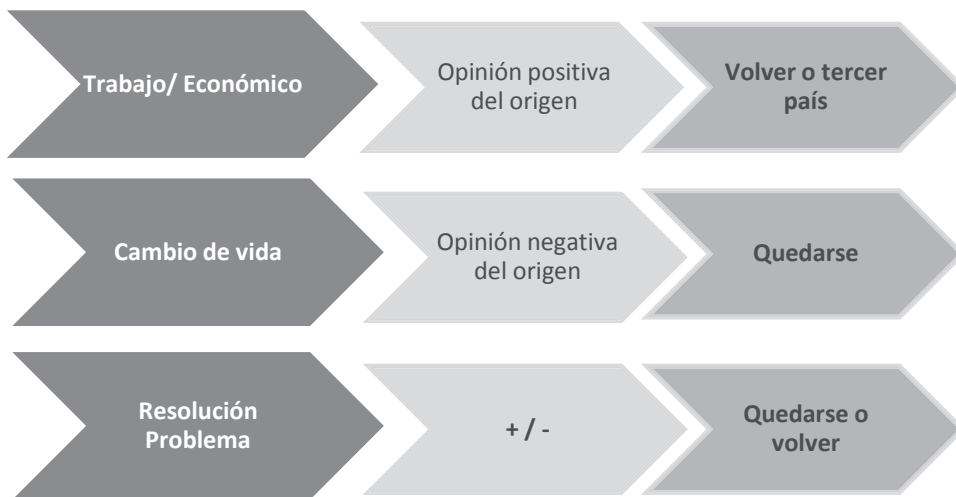 Trabajo/ Económico
Opinión positiva
del origen
Volver o tercer
país
Cambio de vida
Opinión negativa
del origen
Quedarse
Resolución
Problema
+ / -
Quedarse o
volver